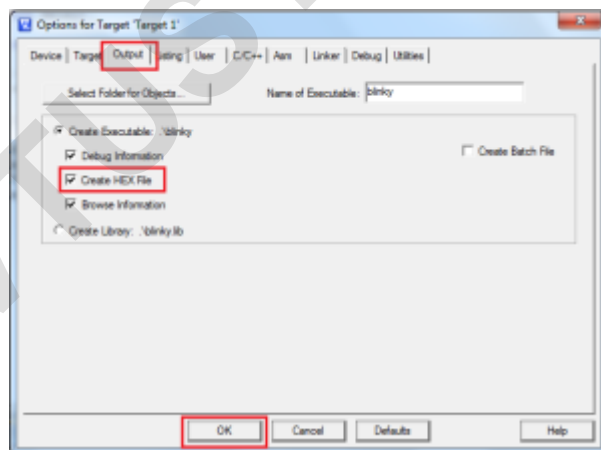 Options for Target 'Target 1'
Device | Target | Output | Listing | User | C/C++ | Asm | Linker | Debug | Utilities |
Select Folder for Objects... Name of Executable: blinky
Create Executable: .\blinky
Debug Information Create Batch File
Create HEX File
Browse Information
Create Library: .\blinky.lib
OK Cancel Defaults Help